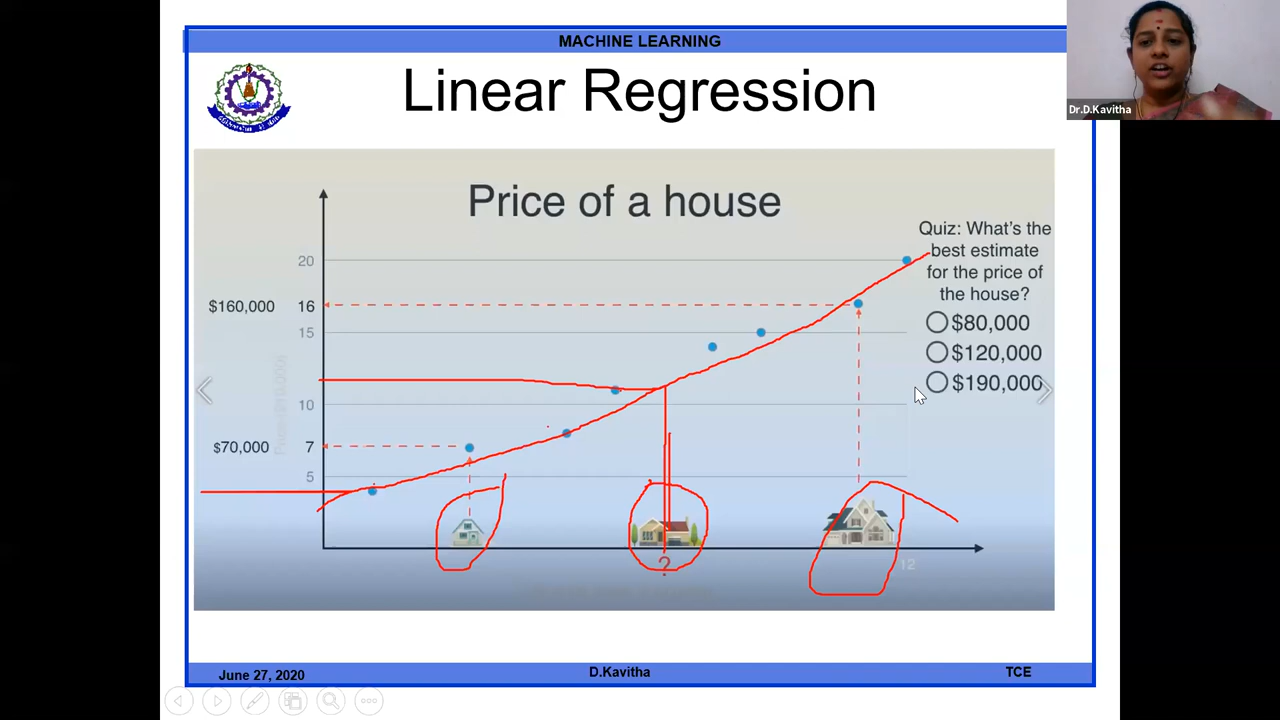 MACHINE LEARNING
Linear Regression
Dr.D.Kavitha
Price of a house
Quiz: What's the
best estimate
for the price of
the house?
$80,000
$120,000
$190,000
20
$160,000 16
15
10
$70,000 7
5
?
12
June 27, 2020
D.Kavitha
TCE